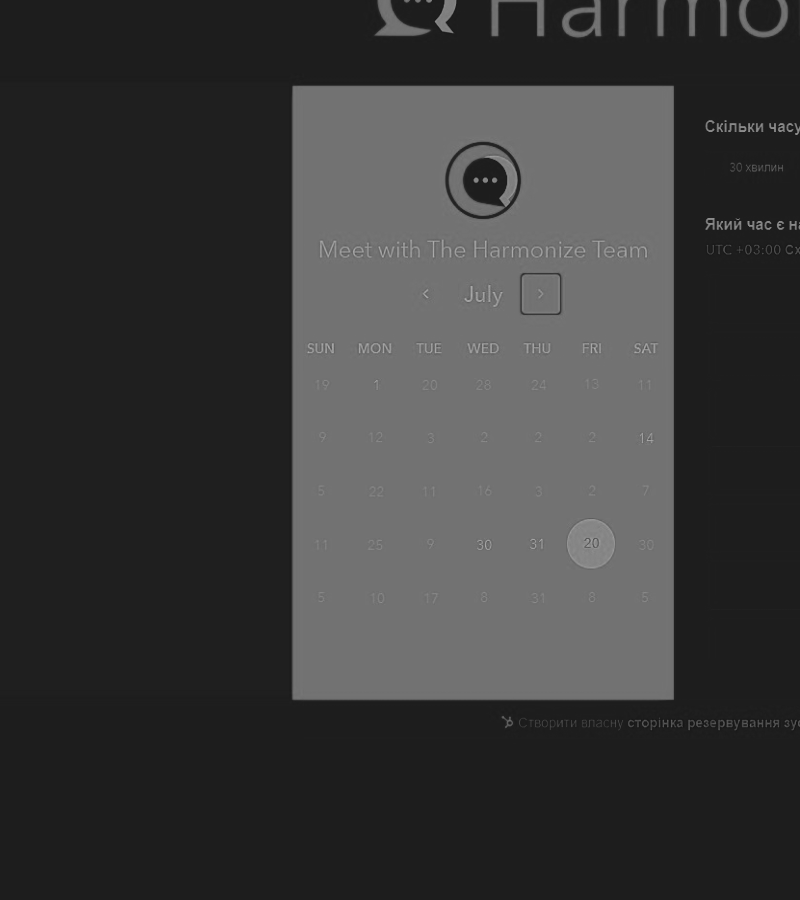 Harmo
Скільки часу
30 хвилин
Meet with The Harmonize Team
Який час є н
UTC +03:00 Сх
July
SUN MON TUE WED THU FRI SAT
19 1 20 28 24 13 11
9 12 3 2 2 2 14
5 22 11 16 3 2 7
11 25 9 30 31 20 30
5 10 17 8 31 8 5
Створити власну сторінка резервування зу